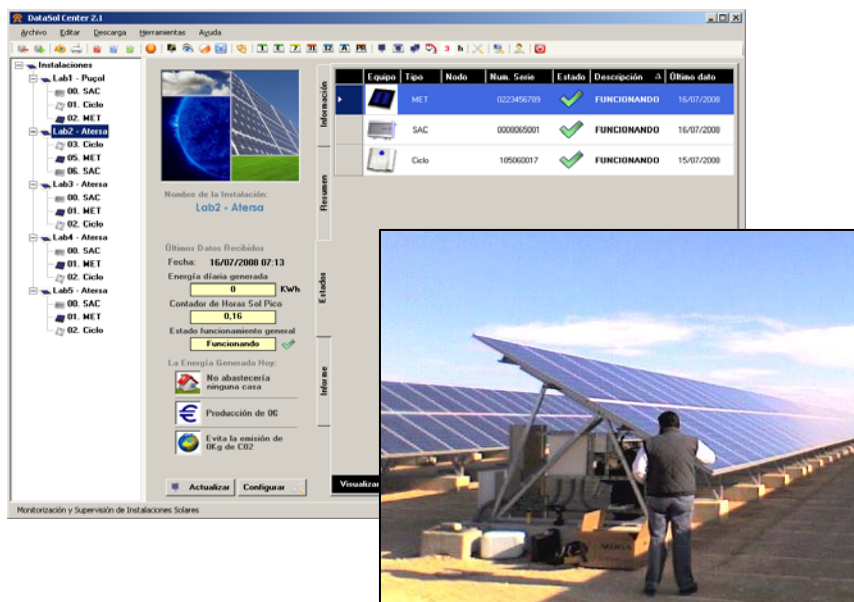 DataSol Center 2.1
Archivo Editar Descarga Herramientas Ayuda
Instalaciones
Lab1 - Puçol
00. SAC
01. Ciclo
02. MET
Lab2 - Atersa
03. Ciclo
05. MET
06. SAC
Lab3 - Atersa
00. SAC
01. MET
02. Ciclo
Lab4 - Atersa
00. SAC
01. MET
02. Ciclo
Lab5 - Atersa
00. SAC
01. MET
02. Ciclo
Nombre de la Instalación:
Lab2 - Atersa
Últimos Datos Recibidos
Fecha: 16/07/2008 07:13
Energía díaria generada
0 KWh
Contador de Horas Sol Pico
0,16
Estado funcionamiento general
Funcionando
La Energía Generada Hoy:
No abastecería
ninguna casa
Producción de 0€
Evita la emisión de
0Kg de CO2
Actualizar Configurar
Información
Resumen
Estados
Informe
Equipo Tipo Nodo Num. Serie Estado Descripción Último dato
MET 0223456789 FUNCIONANDO 16/07/2008
SAC 0008065001 FUNCIONANDO 16/07/2008
Ciclo 105060017 FUNCIONANDO 15/07/2008
Visualizar
Monitorización y Supervisión de Instalaciones Solares